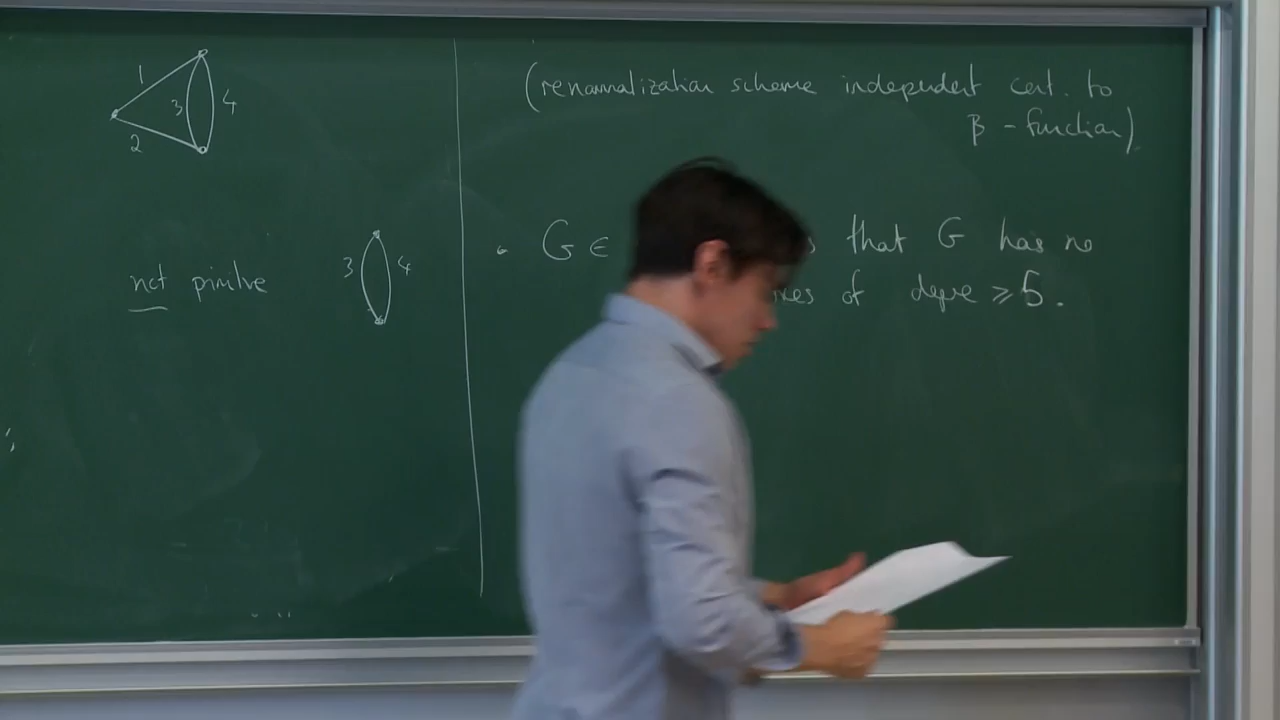 1
3
4
2
not primitive
3
4
(renormalization scheme independent cont. to
β - function)
• G ∈ that G has no
of degree ≥ 5.